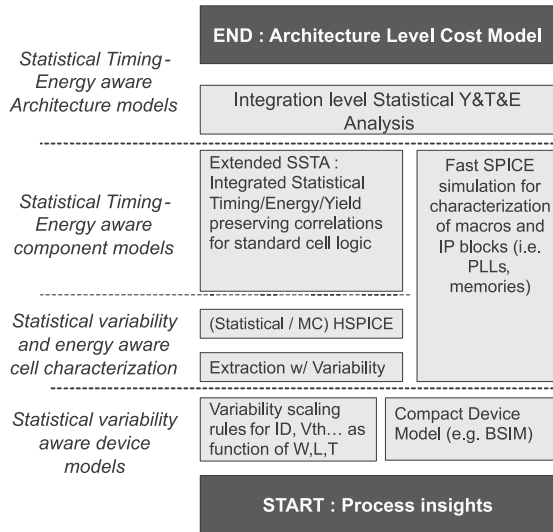 END : Architecture Level Cost Model
Statistical Timing-
Energy aware
Architecture models
Integration level Statistical Y&T&E
Analysis
Statistical Timing-
Energy aware
component models
Extended SSTA :
Integrated Statistical
Timing/Energy/Yield
preserving correlations
for standard cell logic
Fast SPICE
simulation for
characterization
of macros and
IP blocks (i.e.
PLLs,
memories)
Statistical variability
and energy aware
cell characterization
(Statistical / MC) HSPICE
Extraction w/ Variability
Statistical variability
aware device
models
Variability scaling
rules for ID, Vth... as
function of W,L,T
Compact Device
Model (e.g. BSIM)
START : Process insights